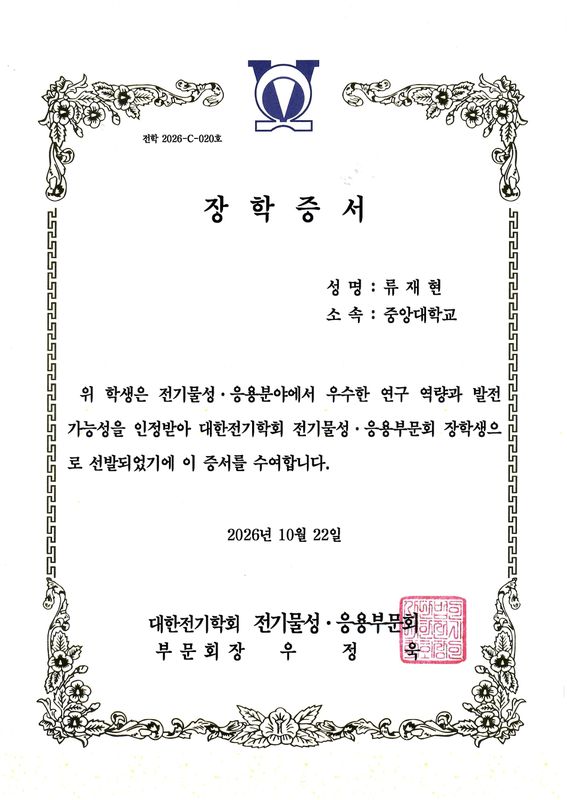 전학 2026-C-020호
장 학 증 서
성 명 : 류 재 현
소 속 : 중앙대학교
위 학생은 전기물성·응용분야에서 우수한 연구 역량과 발전
가능성을 인정받아 대한전기학회 전기물성·응용부문회 장학생으
로 선발되었기에 이 증서를 수여합니다.
2026년 10월 22일
대한전기학회 전기물성·응용부문회
부 문 회 장 우 정 욱